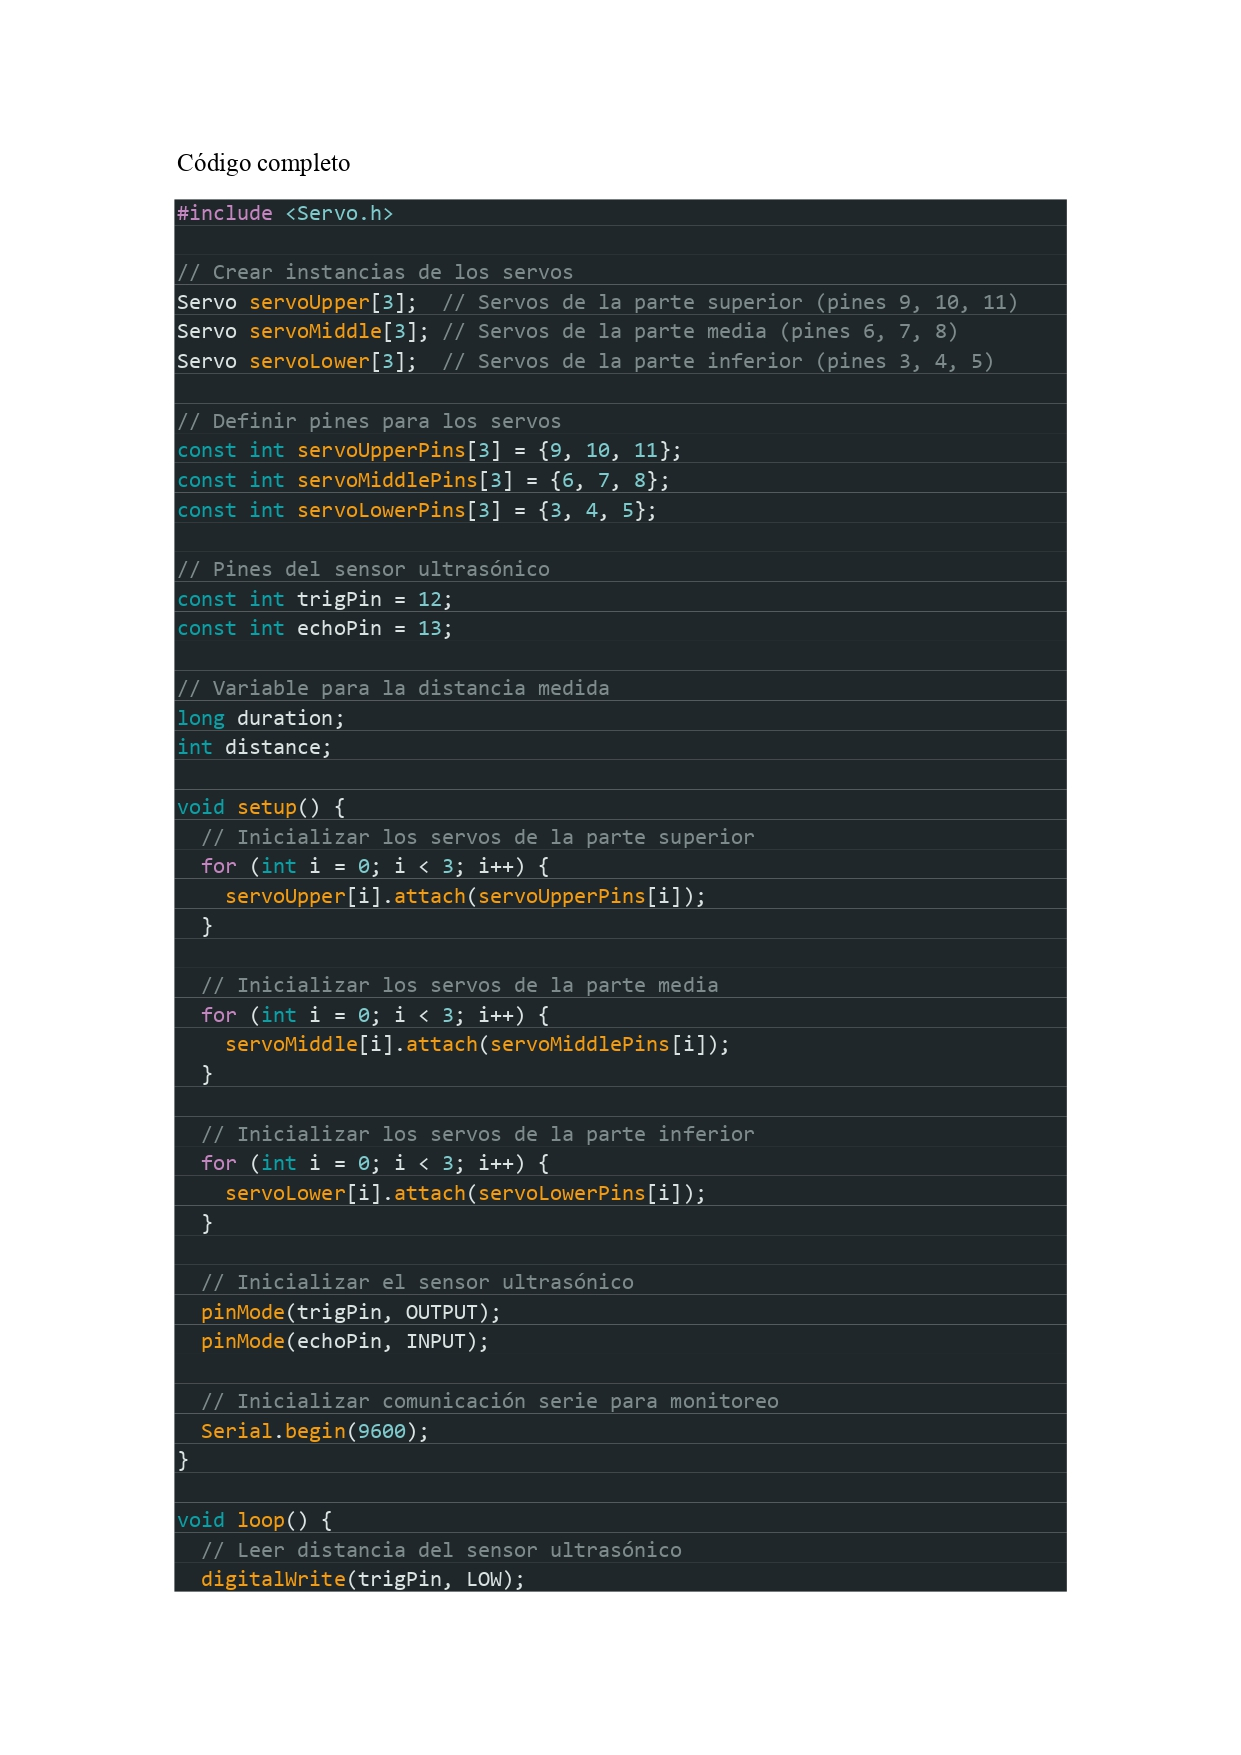 Código completo
#include <Servo.h>
// Crear instancias de los servos
Servo servoUpper[3];  // Servos de la parte superior (pines 9, 10, 11)
Servo servoMiddle[3]; // Servos de la parte media (pines 6, 7, 8)
Servo servoLower[3];  // Servos de la parte inferior (pines 3, 4, 5)
// Definir pines para los servos
const int servoUpperPins[3] = {9, 10, 11};
const int servoMiddlePins[3] = {6, 7, 8};
const int servoLowerPins[3] = {3, 4, 5};
// Pines del sensor ultrasónico
const int trigPin = 12;
const int echoPin = 13;
// Variable para la distancia medida
long duration;
int distance;
void setup() {
  // Inicializar los servos de la parte superior
  for (int i = 0; i < 3; i++) {
    servoUpper[i].attach(servoUpperPins[i]);
  }
  // Inicializar los servos de la parte media
  for (int i = 0; i < 3; i++) {
    servoMiddle[i].attach(servoMiddlePins[i]);
  }
  // Inicializar los servos de la parte inferior
  for (int i = 0; i < 3; i++) {
    servoLower[i].attach(servoLowerPins[i]);
  }
  // Inicializar el sensor ultrasónico
  pinMode(trigPin, OUTPUT);
  pinMode(echoPin, INPUT);
  // Inicializar comunicación serie para monitoreo
  Serial.begin(9600);
}
void loop() {
  // Leer distancia del sensor ultrasónico
  digitalWrite(trigPin, LOW);